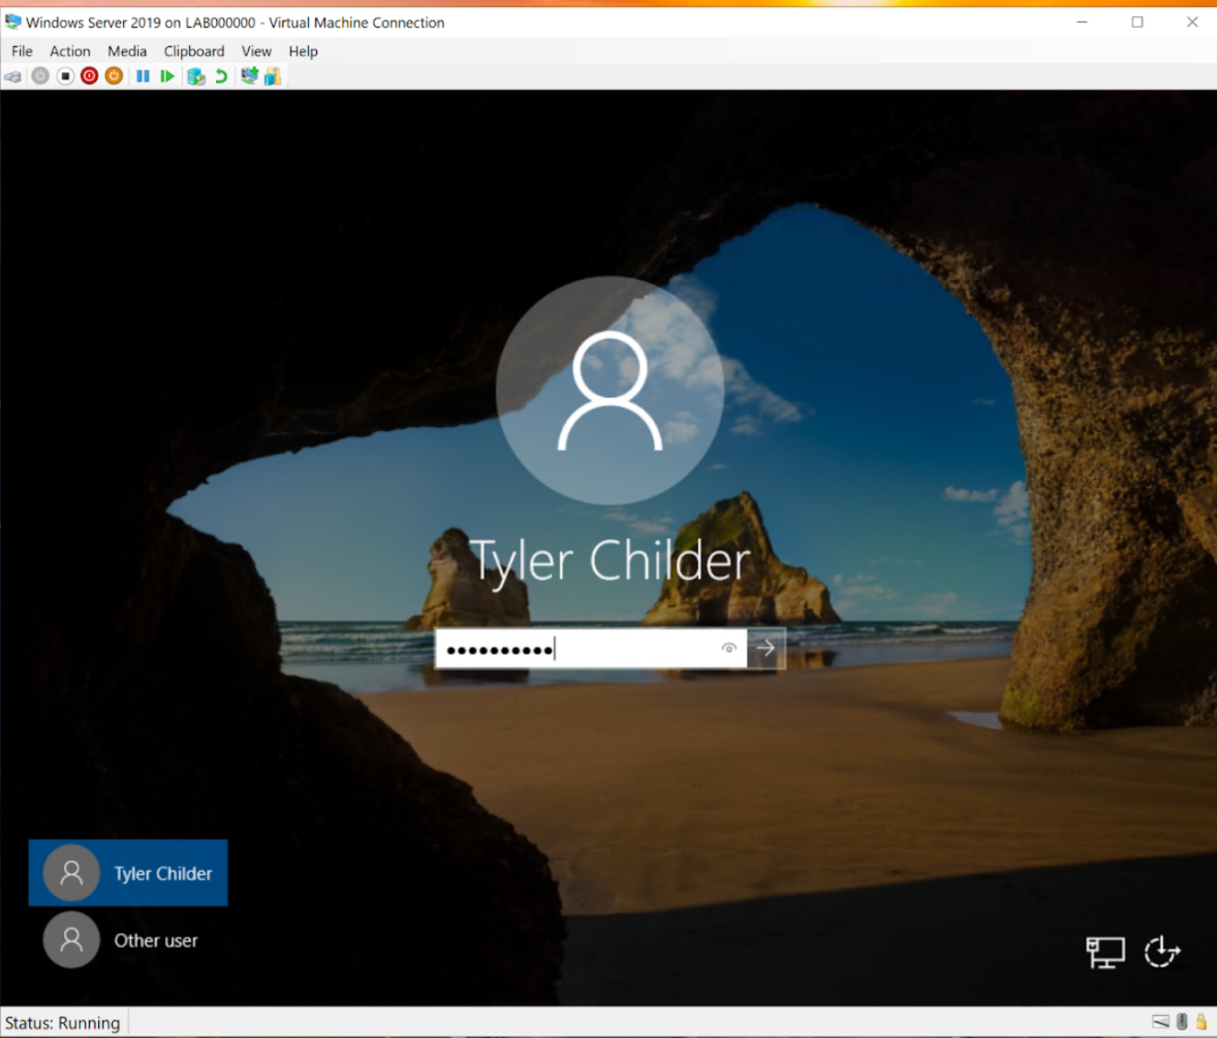 Windows Server 2019 on LAB000000 - Virtual Machine Connection
File Action Media Clipboard View Help
Tyler Childer
••••••••••
Tyler Childer
Other user
Status: Running